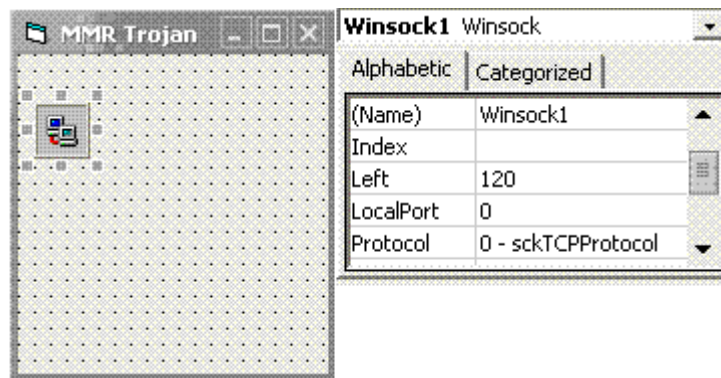 MMR Trojan
Winsock1 Winsock
Alphabetic Categorized
(Name) Winsock1
Index
Left 120
LocalPort 0
Protocol 0 - sckTCPProtocol